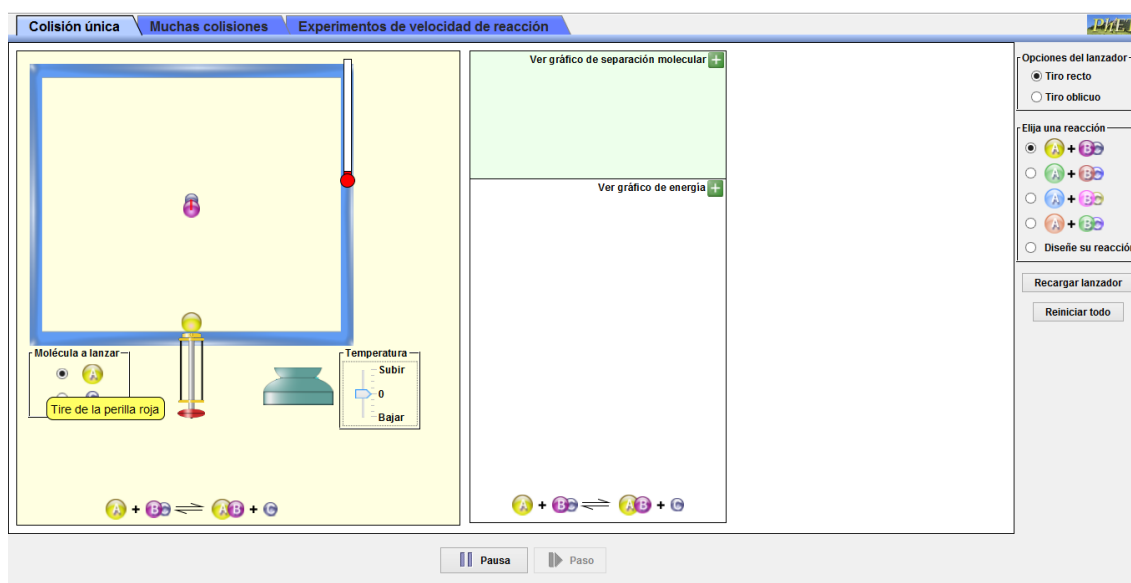 Colisión única
Muchas colisiones
Experimentos de velocidad de reacción
PhET
Ver gráfico de separación molecular
Ver gráfico de energía
Molécula a lanzar
A
Tire de la perilla roja
Temperatura
Subir
0
Bajar
A + BC ⇌ AB + C
A + BC ⇌ AB + C
Opciones del lanzador
Tiro recto
Tiro oblicuo
Elija una reacción
A + BC
A + BC
A + BC
A + BC
Diseñe su reacción
Recargar lanzador
Reiniciar todo
Pausa
Paso